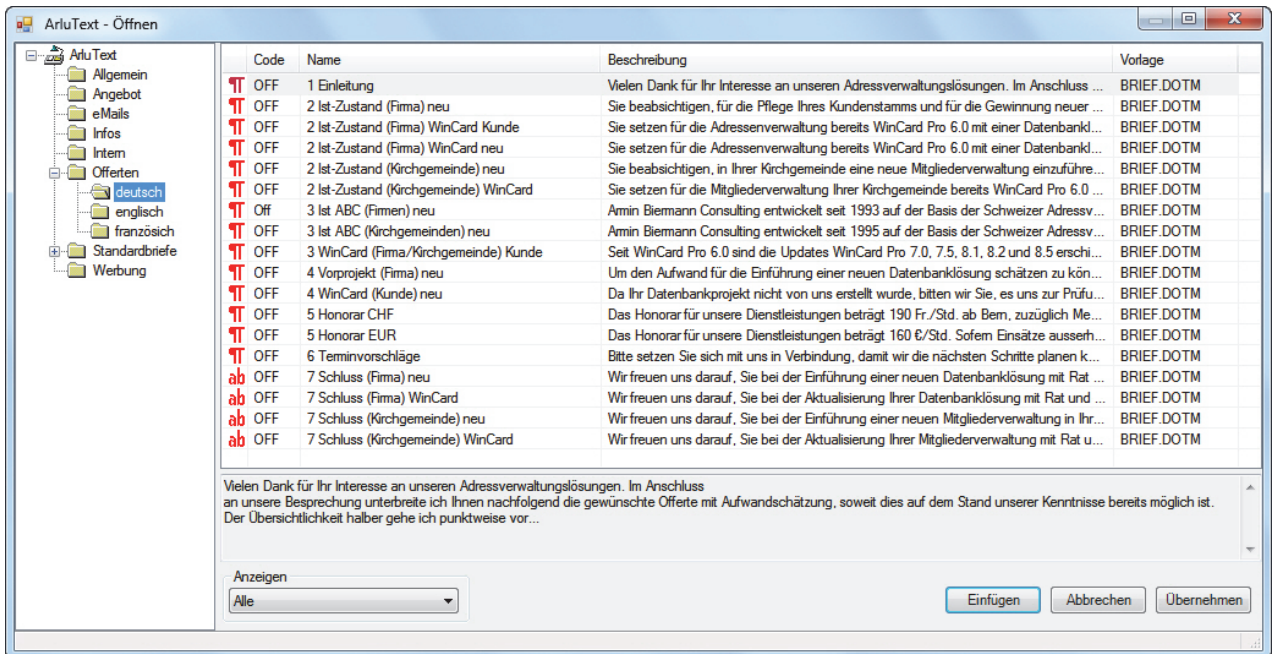 ArluText - Öffnen
ArluText
Allgemein
Angebot
eMails
Infos
Intern
Offerten
deutsch
englisch
französich
Standardbriefe
Werbung
Code Name Beschreibung Vorlage
¶ OFF 1 Einleitung Vielen Dank für Ihr Interesse an unseren Adressverwaltungslösungen. Im Anschluss ... BRIEF.DOTM
¶ OFF 2 Ist-Zustand (Firma) neu Sie beabsichtigen, für die Pflege Ihres Kundenstamms und für die Gewinnung neuer ... BRIEF.DOTM
¶ OFF 2 Ist-Zustand (Firma) WinCard Kunde Sie setzen für die Adressenverwaltung bereits WinCard Pro 6.0 mit einer Datenbankl... BRIEF.DOTM
¶ OFF 2 Ist-Zustand (Firma) WinCard neu Sie setzen für die Adressenverwaltung bereits WinCard Pro 6.0 mit einer Datenbankl... BRIEF.DOTM
¶ OFF 2 Ist-Zustand (Kirchgemeinde) neu Sie beabsichtigen, in Ihrer Kirchgemeinde eine neue Mitgliederverwaltung einzuführe... BRIEF.DOTM
¶ OFF 2 Ist-Zustand (Kirchgemeinde) WinCard Sie setzen für die Mitgliederverwaltung Ihrer Kirchgemeinde bereits WinCard Pro 6.0 ... BRIEF.DOTM
¶ Off 3 Ist ABC (Firmen) neu Armin Biermann Consulting entwickelt seit 1993 auf der Basis der Schweizer Adressv... BRIEF.DOTM
¶ OFF 3 Ist ABC (Kirchgemeinden) neu Armin Biermann Consulting entwickelt seit 1995 auf der Basis der Schweizer Adressv... BRIEF.DOTM
¶ OFF 3 WinCard (Firma/Kirchgemeinde) Kunde Seit WinCard Pro 6.0 sind die Updates WinCard Pro 7.0, 7.5, 8.1, 8.2 und 8.5 erschi... BRIEF.DOTM
¶ OFF 4 Vorprojekt (Firma) neu Um den Aufwand für die Einführung einer neuen Datenbanklösung schätzen zu kön... BRIEF.DOTM
¶ OFF 4 WinCard (Kunde) neu Da Ihr Datenbankprojekt nicht von uns erstellt wurde, bitten wir Sie, es uns zur Prüfu... BRIEF.DOTM
¶ OFF 5 Honorar CHF Das Honorar für unsere Dienstleistungen beträgt 190 Fr./Std. ab Bern, zuzüglich Me... BRIEF.DOTM
¶ OFF 5 Honorar EUR Das Honorar für unsere Dienstleistungen beträgt 160 €/Std. Sofern Einsätze ausserh... BRIEF.DOTM
¶ OFF 6 Terminvorschläge Bitte setzen Sie sich mit uns in Verbindung, damit wir die nächsten Schritte planen k... BRIEF.DOTM
ab OFF 7 Schluss (Firma) neu Wir freuen uns darauf, Sie bei der Einführung einer neuen Datenbanklösung mit Rat ... BRIEF.DOTM
ab OFF 7 Schluss (Firma) WinCard Wir freuen uns darauf, Sie bei der Aktualisierung Ihrer Datenbanklösung mit Rat und ... BRIEF.DOTM
ab OFF 7 Schluss (Kirchgemeinde) neu Wir freuen uns darauf, Sie bei der Einführung einer neuen Mitgliederverwaltung in Ihr... BRIEF.DOTM
ab OFF 7 Schluss (Kirchgemeinde) WinCard Wir freuen uns darauf, Sie bei der Aktualisierung Ihrer Mitgliederverwaltung mit Rat u... BRIEF.DOTM
Vielen Dank für Ihr Interesse an unseren Adressverwaltungslösungen. Im Anschluss
an unsere Besprechung unterbreite ich Ihnen nachfolgend die gewünschte Offerte mit Aufwandschätzung, soweit dies auf dem Stand unserer Kenntnisse bereits möglich ist.
Der Übersichtlichkeit halber gehe ich punktweise vor...
Anzeigen
Alle
Einfügen Abbrechen Übernehmen